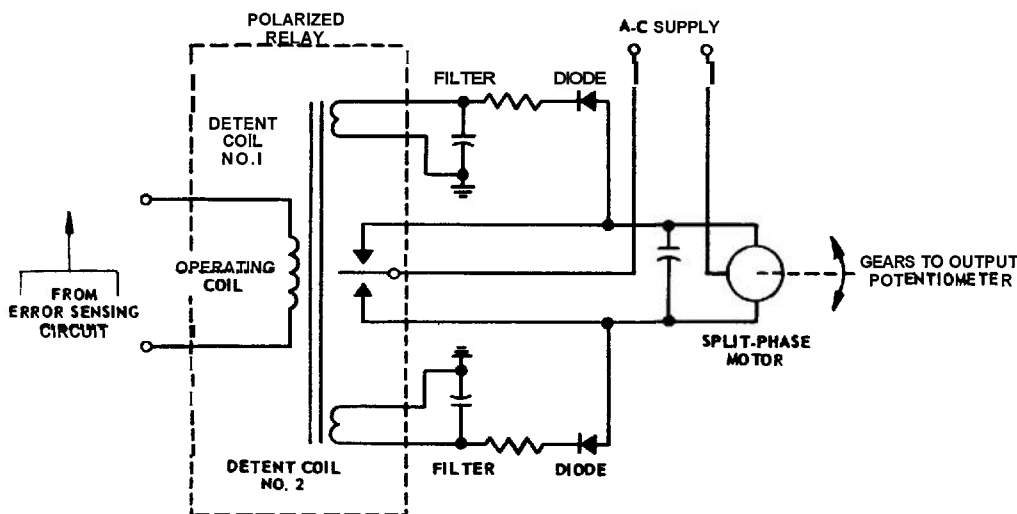 POLARIZED
RELAY
A-C SUPPLY
FILTER
DIODE
DETENT
COIL
NO.1
OPERATING
COIL
FROM
ERROR SENSING
CIRCUIT
GEARS TO OUTPUT
POTENTIOMETER
SPLIT-PHASE
MOTOR
DETENT COIL
NO. 2
FILTER
DIODE